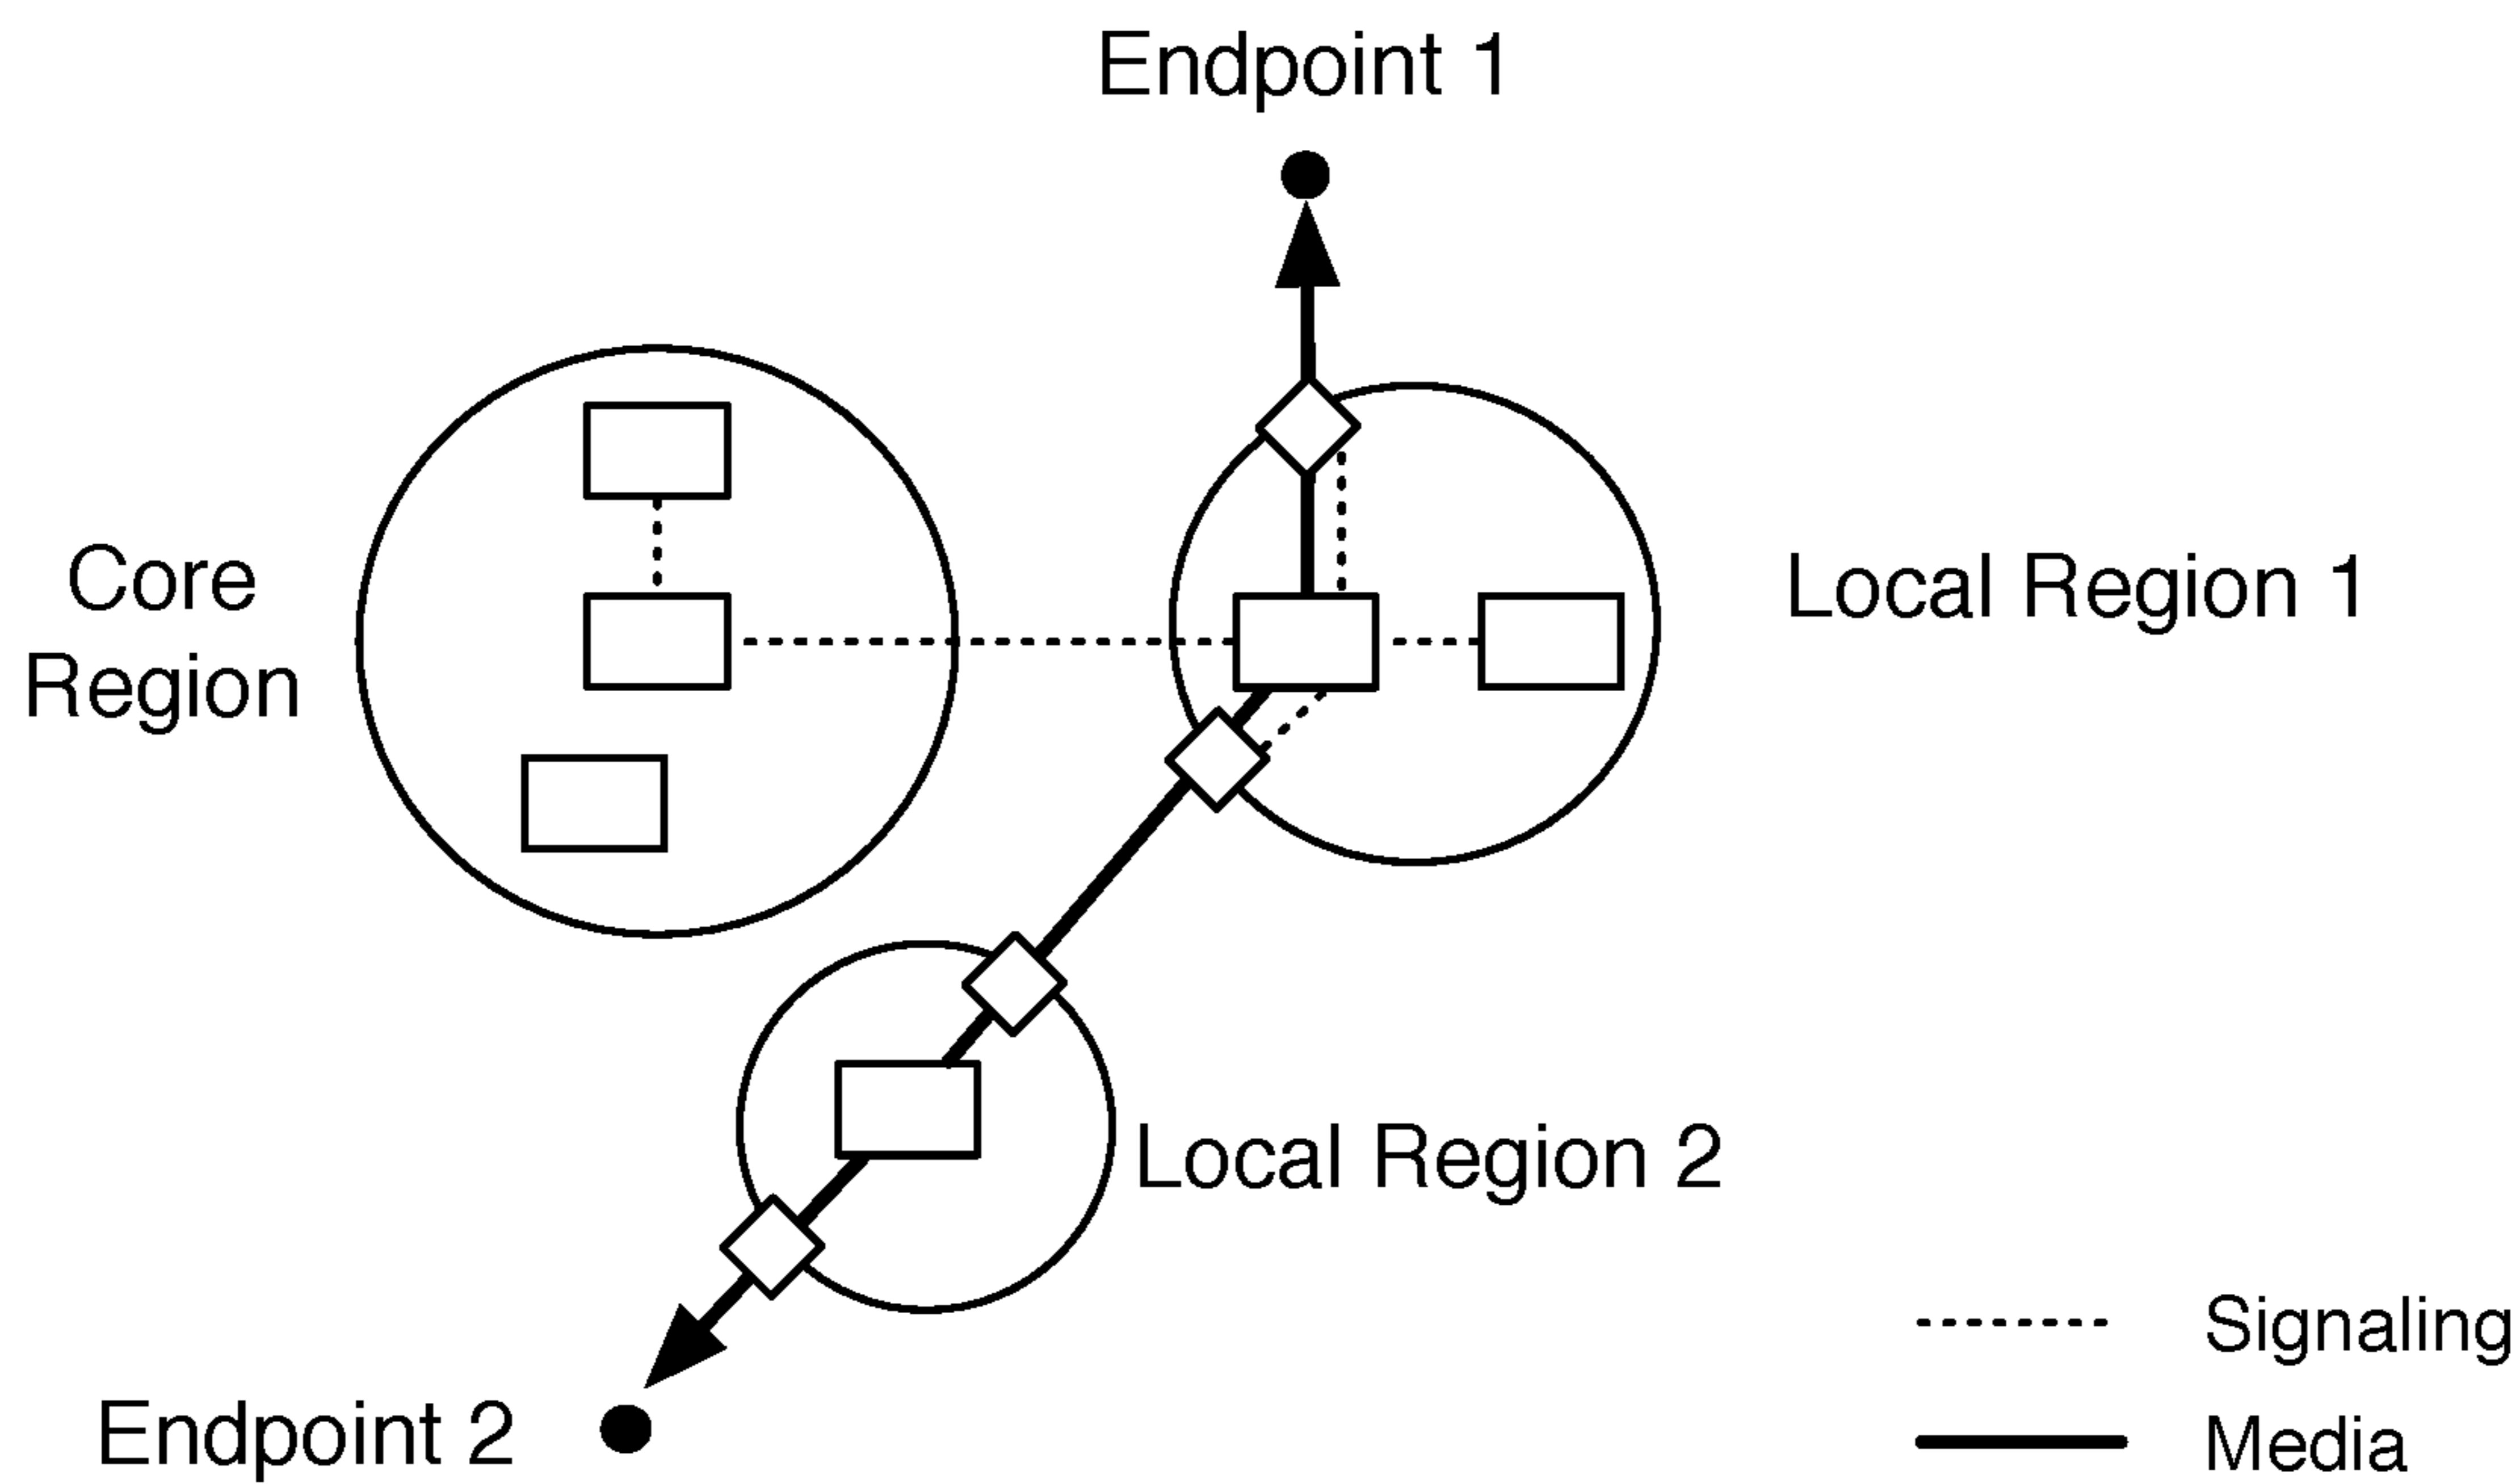 Endpoint 1
Core
Region
Local Region 1
Local Region 2
Signaling
Endpoint 2
Media